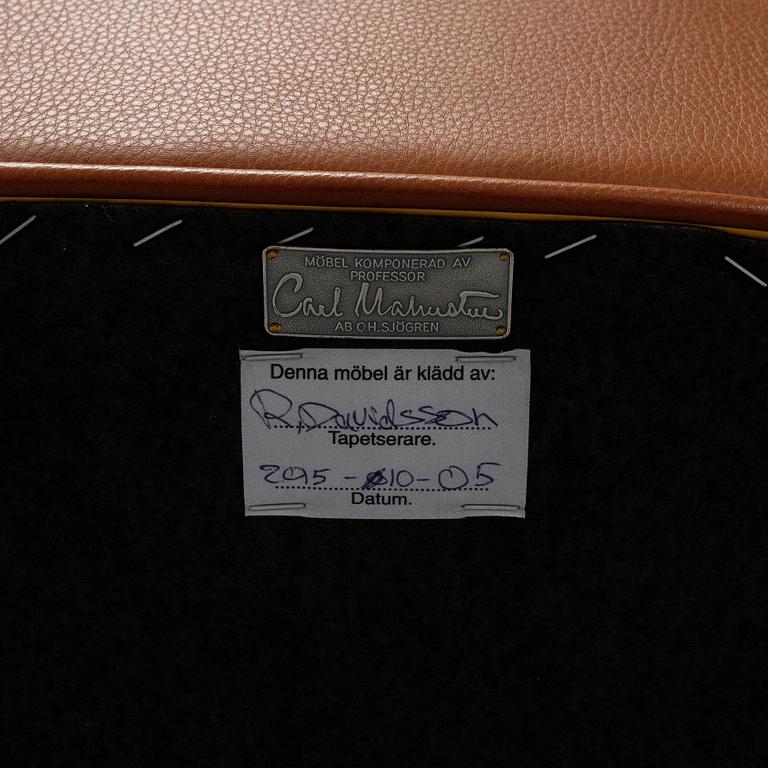 MÖBEL KOMPONERAD AV
PROFESSOR
Carl Malmsten
AB O.H. SJÖGREN
Denna möbel är klädd av:
R. Davidsson
Tapetserare.
2015-10-05
Datum.